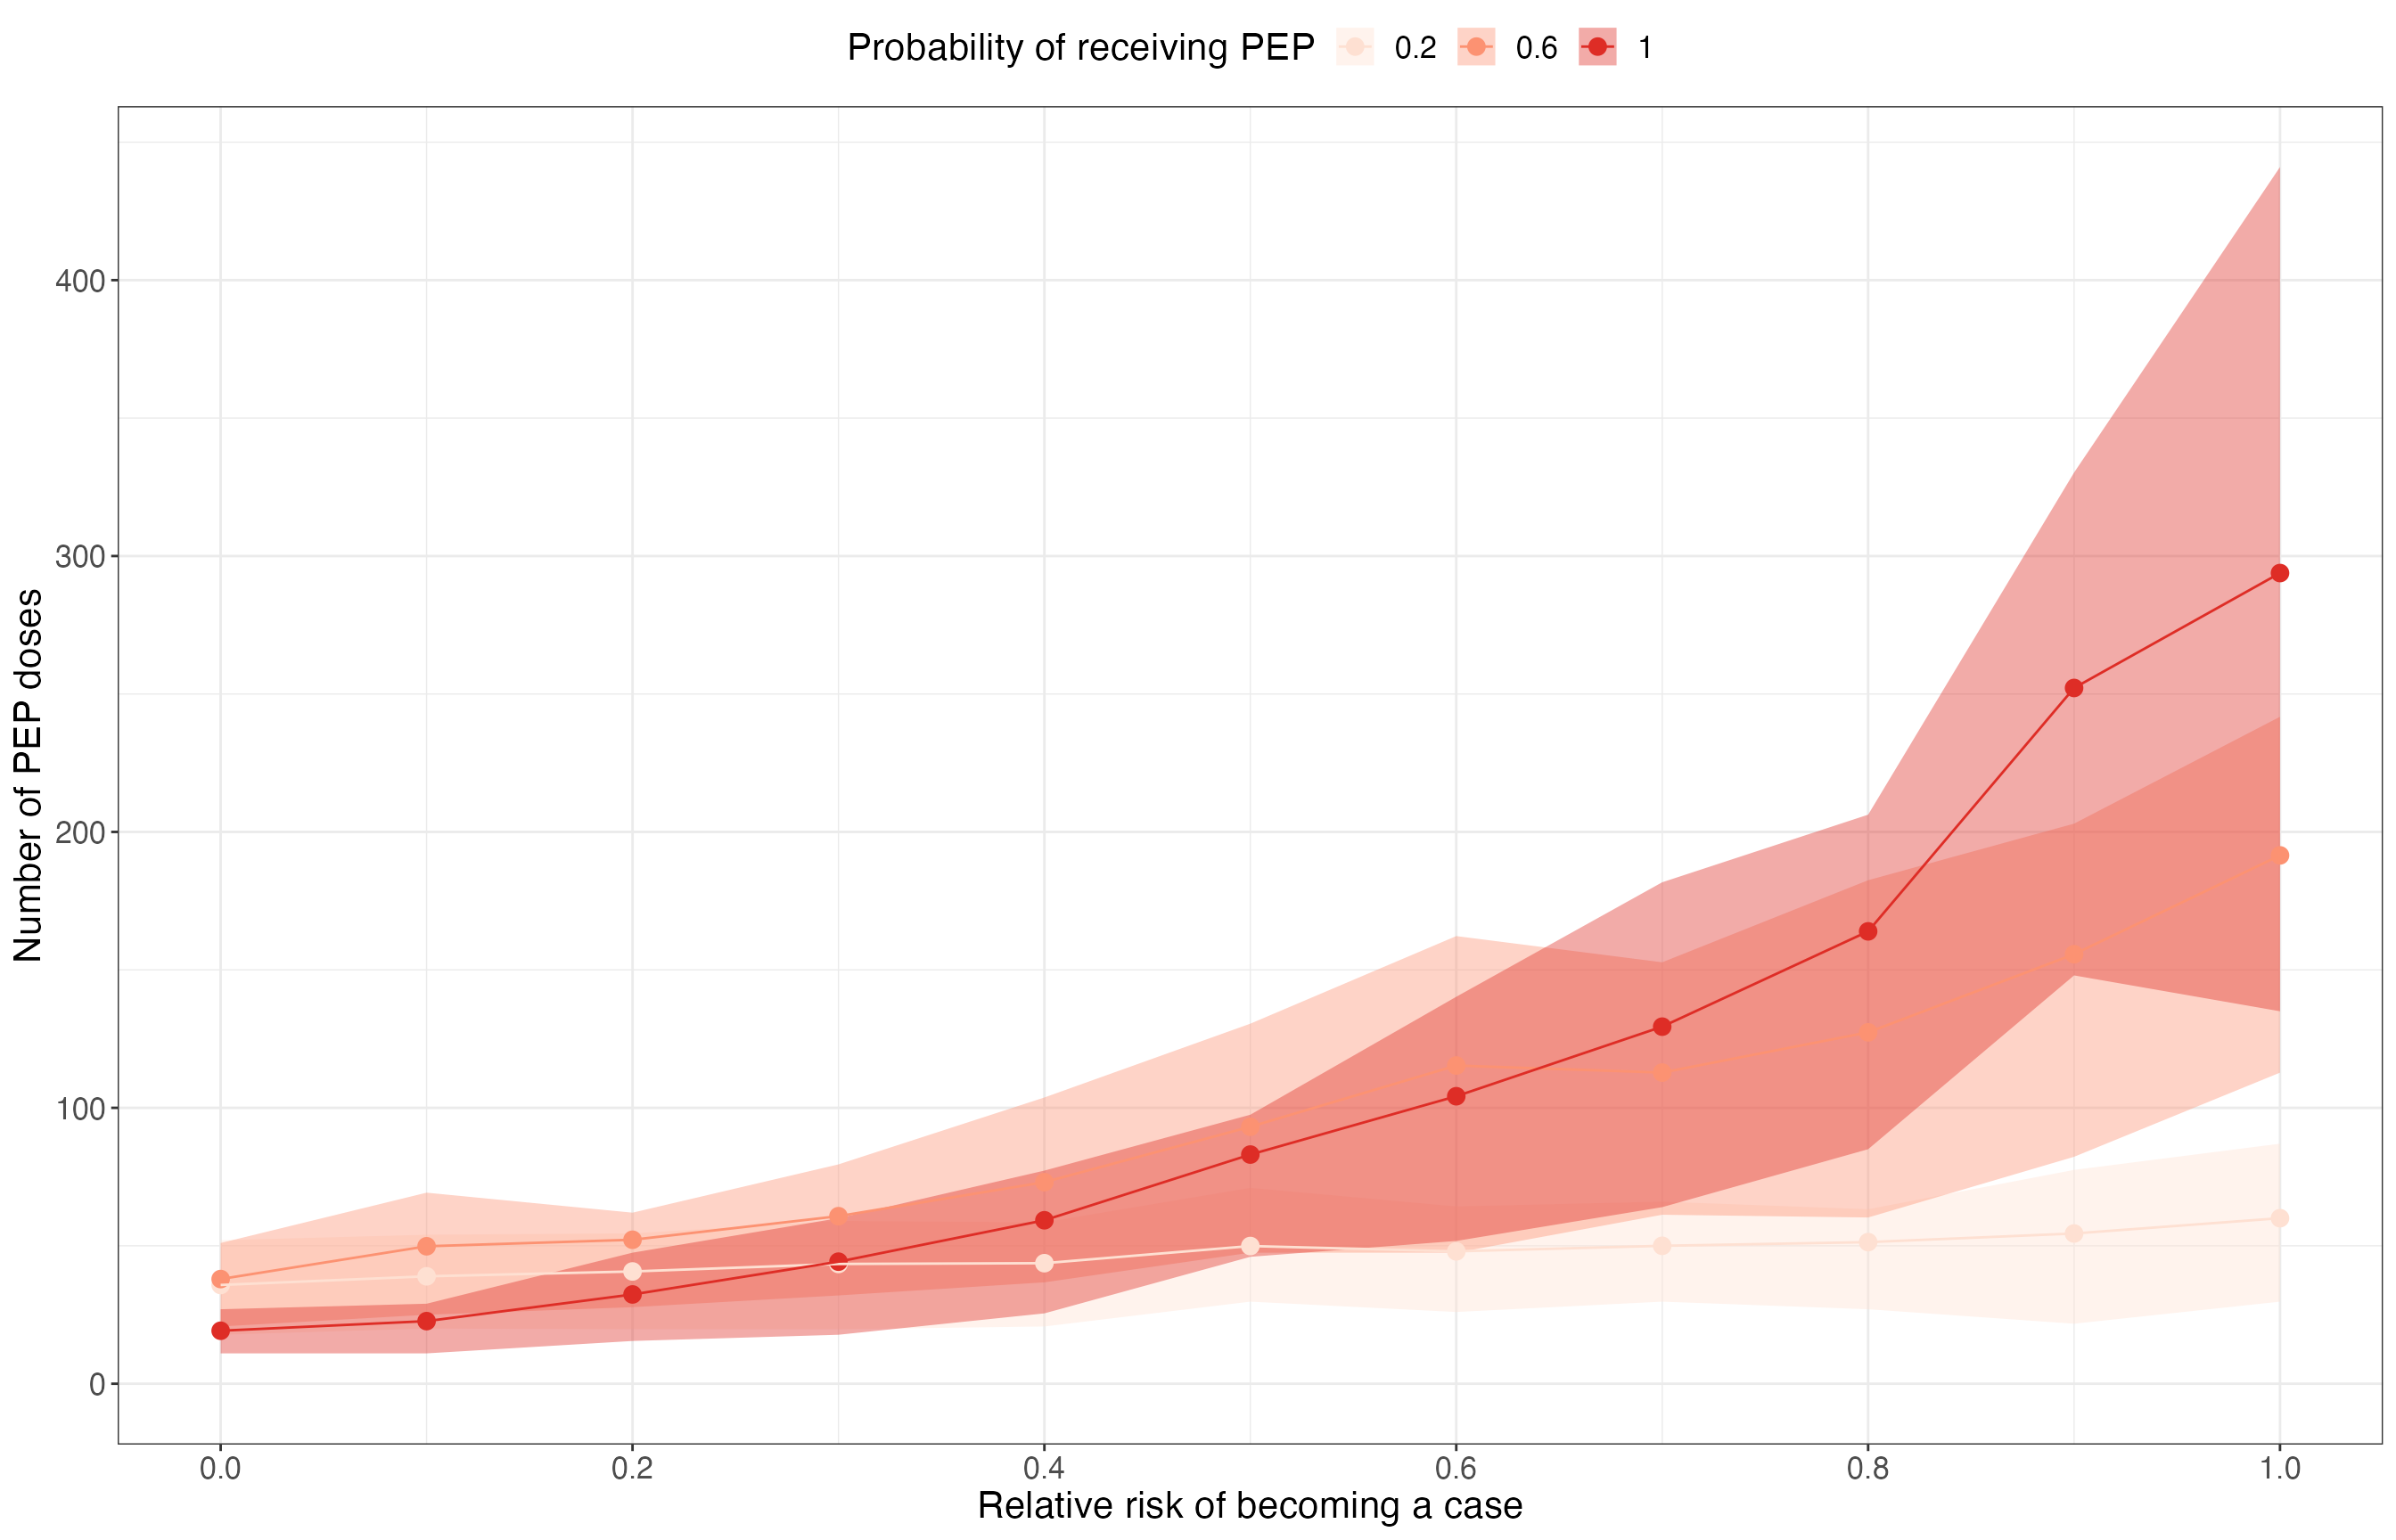 Probability of receiving PEP 0.2 0.6 1
Number of PEP doses
400
300
200
100
0
0.0 0.2 0.4 0.6 0.8 1.0
Relative risk of becoming a case